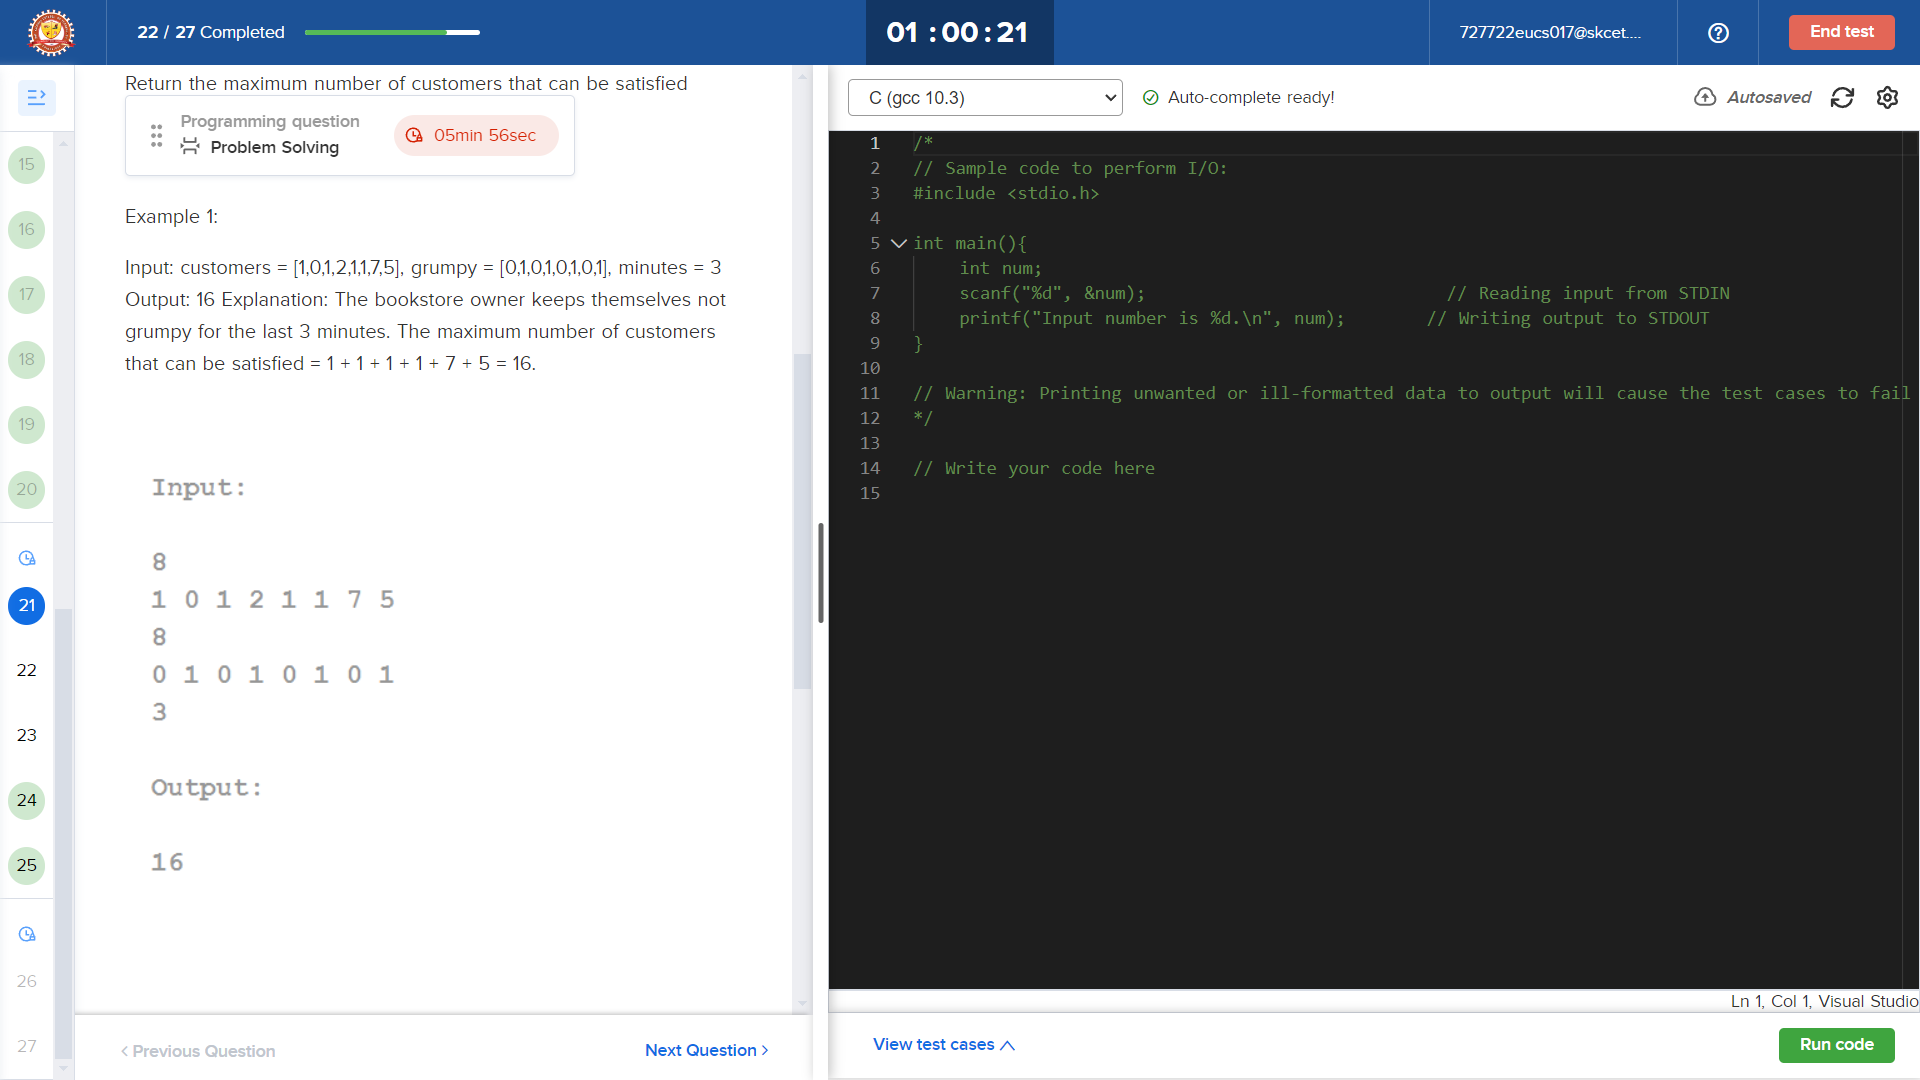 22 / 27 Completed
01 : 00 : 21
727722eucs017@skcet....
End test
15
16
17
18
19
20
21
22
23
24
25
26
27
Return the maximum number of customers that can be satisfied
Programming question
Problem Solving
05min 56sec
Example 1:
Input: customers = [1,0,1,2,1,1,7,5], grumpy = [0,1,0,1,0,1,0,1], minutes = 3
Output: 16 Explanation: The bookstore owner keeps themselves not
grumpy for the last 3 minutes. The maximum number of customers
that can be satisfied = 1 + 1 + 1 + 1 + 7 + 5 = 16.
Input:
8
1 0 1 2 1 1 7 5
8
0 1 0 1 0 1 0 1
3
Output:
16
< Previous Question
Next Question >
C (gcc 10.3)
Auto-complete ready!
Autosaved
1 /*
2 // Sample code to perform I/O:
3 #include <stdio.h>
4
5 int main(){
6 int num;
7 scanf("%d", &num); // Reading input from STDIN
8 printf("Input number is %d.\n", num); // Writing output to STDOUT
9 }
10
11 // Warning: Printing unwanted or ill-formatted data to output will cause the test cases to fail
12 */
13
14 // Write your code here
15
Ln 1, Col 1, Visual Studio
View test cases
Run code